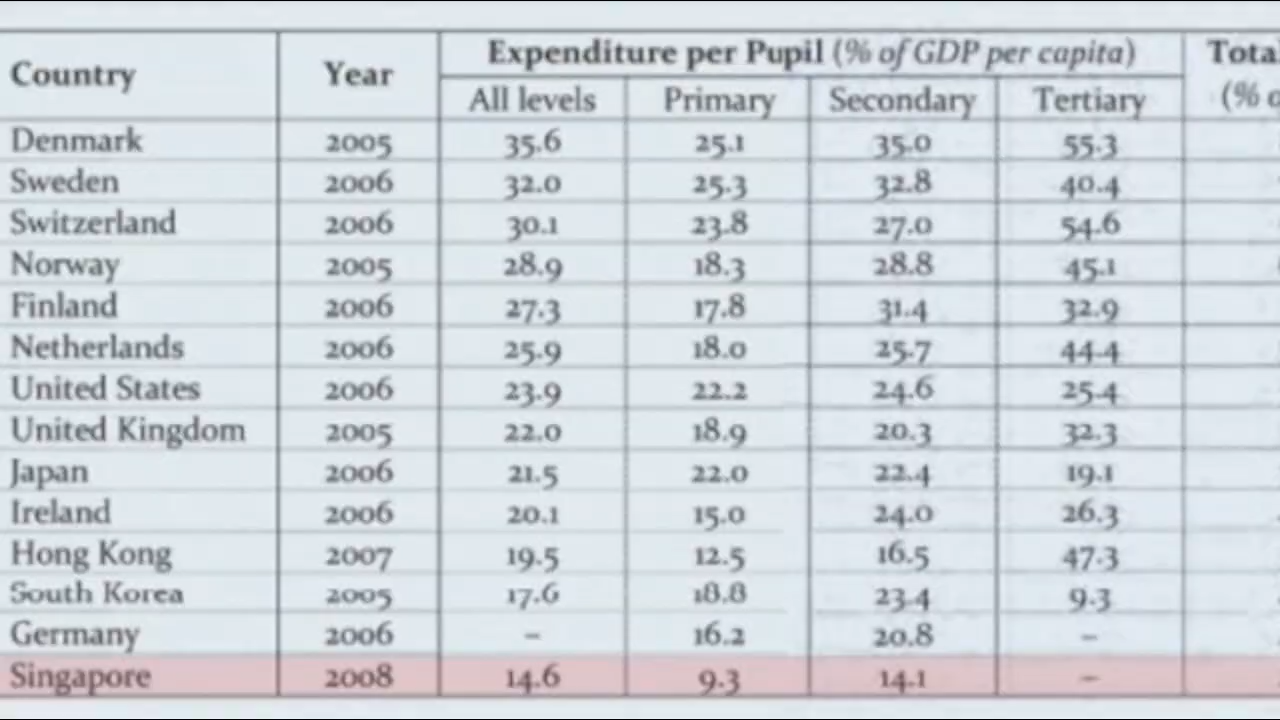 Country Year Expenditure per Pupil (% of GDP per capita)
All levels Primary Secondary Tertiary
Denmark 2005 35.6 25.1 35.0 55.3
Sweden 2006 32.0 25.3 32.8 40.4
Switzerland 2006 30.1 23.8 27.0 54.6
Norway 2005 28.9 18.3 28.8 45.1
Finland 2006 27.3 17.8 31.4 32.9
Netherlands 2006 25.9 18.0 25.7 44.4
United States 2006 23.9 22.2 24.6 25.4
United Kingdom 2005 22.0 18.9 20.3 32.3
Japan 2006 21.5 22.0 22.4 19.1
Ireland 2006 20.1 15.0 24.0 26.3
Hong Kong 2007 19.5 12.5 16.5 47.3
South Korea 2005 17.6 18.8 23.4 9.3
Germany 2006 – 16.2 20.8 –
Singapore 2008 14.6 9.3 14.1 –